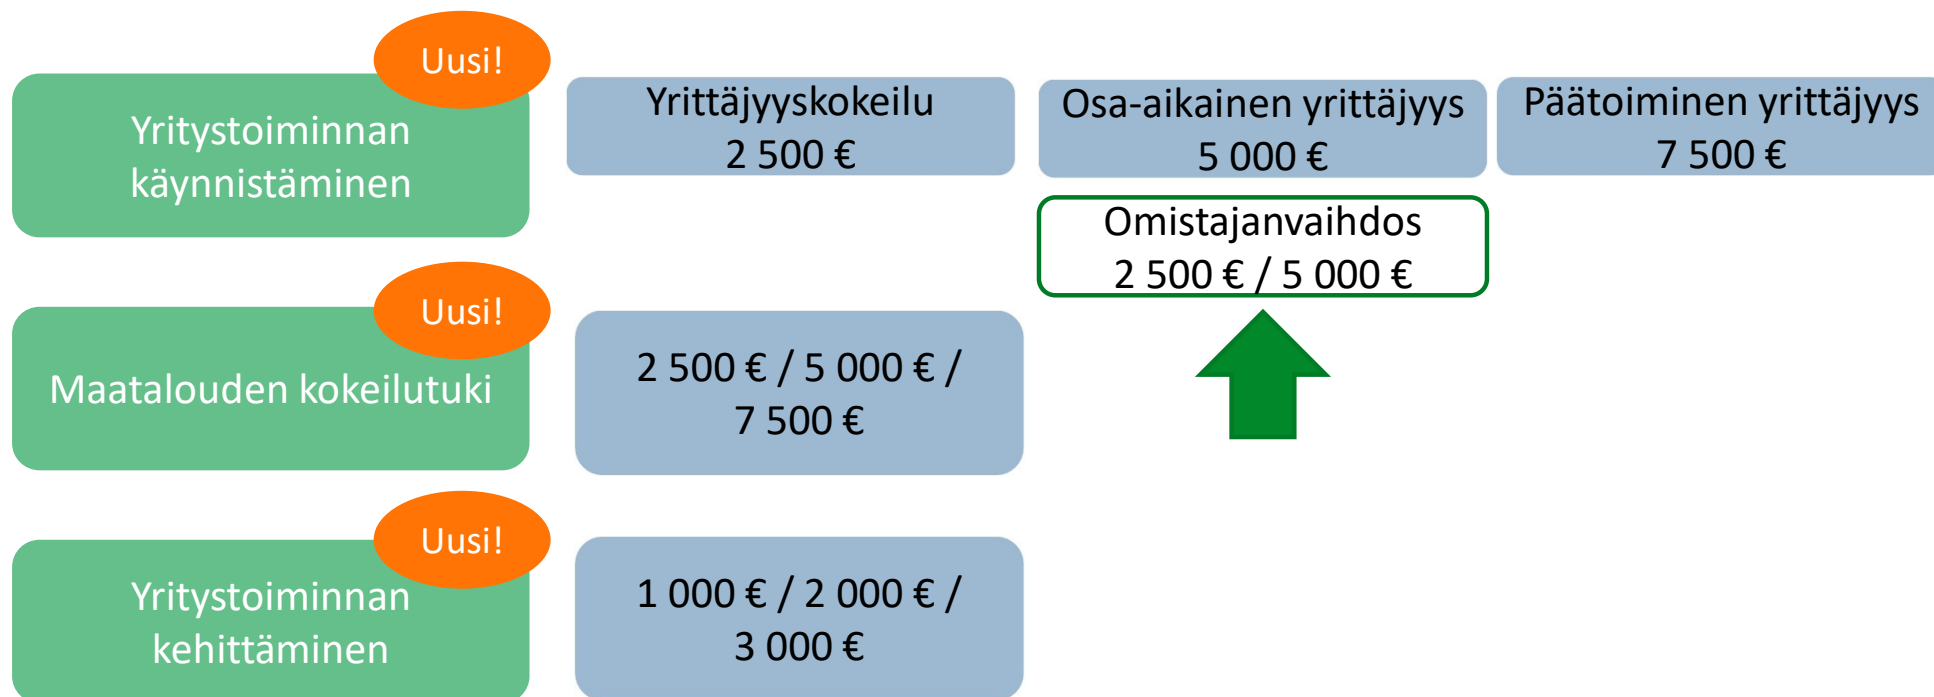 Uusi!
Yritystoiminnan
käynnistäminen
Yrittäjyyskokeilu
2 500 €
Osa-aikainen yrittäjyys
5 000 €
Päätoiminen yrittäjyys
7 500 €
Omistajanvaihdos
2 500 € / 5 000 €
Uusi!
Maatalouden kokeilutuki
2 500 € / 5 000 € /
7 500 €
Uusi!
Yritystoiminnan
kehittäminen
1 000 € / 2 000 € /
3 000 €